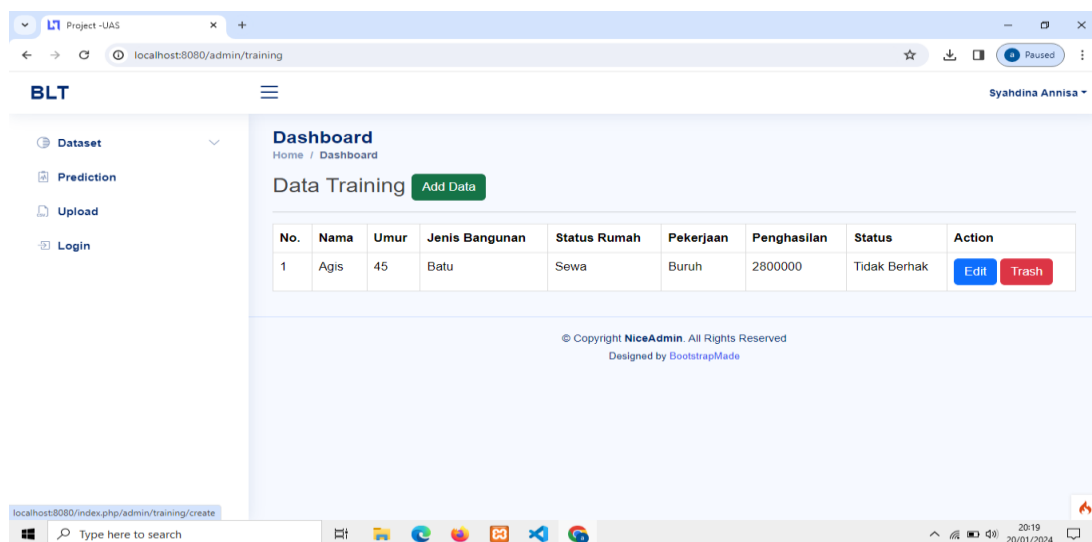 Project -UAS
localhost:8080/admin/training
a Paused
BLT
Syahdina Annisa
Dataset
Prediction
Upload
Login
Dashboard
Home / Dashboard
Data Training Add Data
No. Nama Umur Jenis Bangunan Status Rumah Pekerjaan Penghasilan Status Action
1 Agis 45 Batu Sewa Buruh 2800000 Tidak Berhak Edit Trash
© Copyright NiceAdmin. All Rights Reserved
Designed by BootstrapMade
localhost:8080/index.php/admin/training/create
Type here to search
20:19
20/01/2024